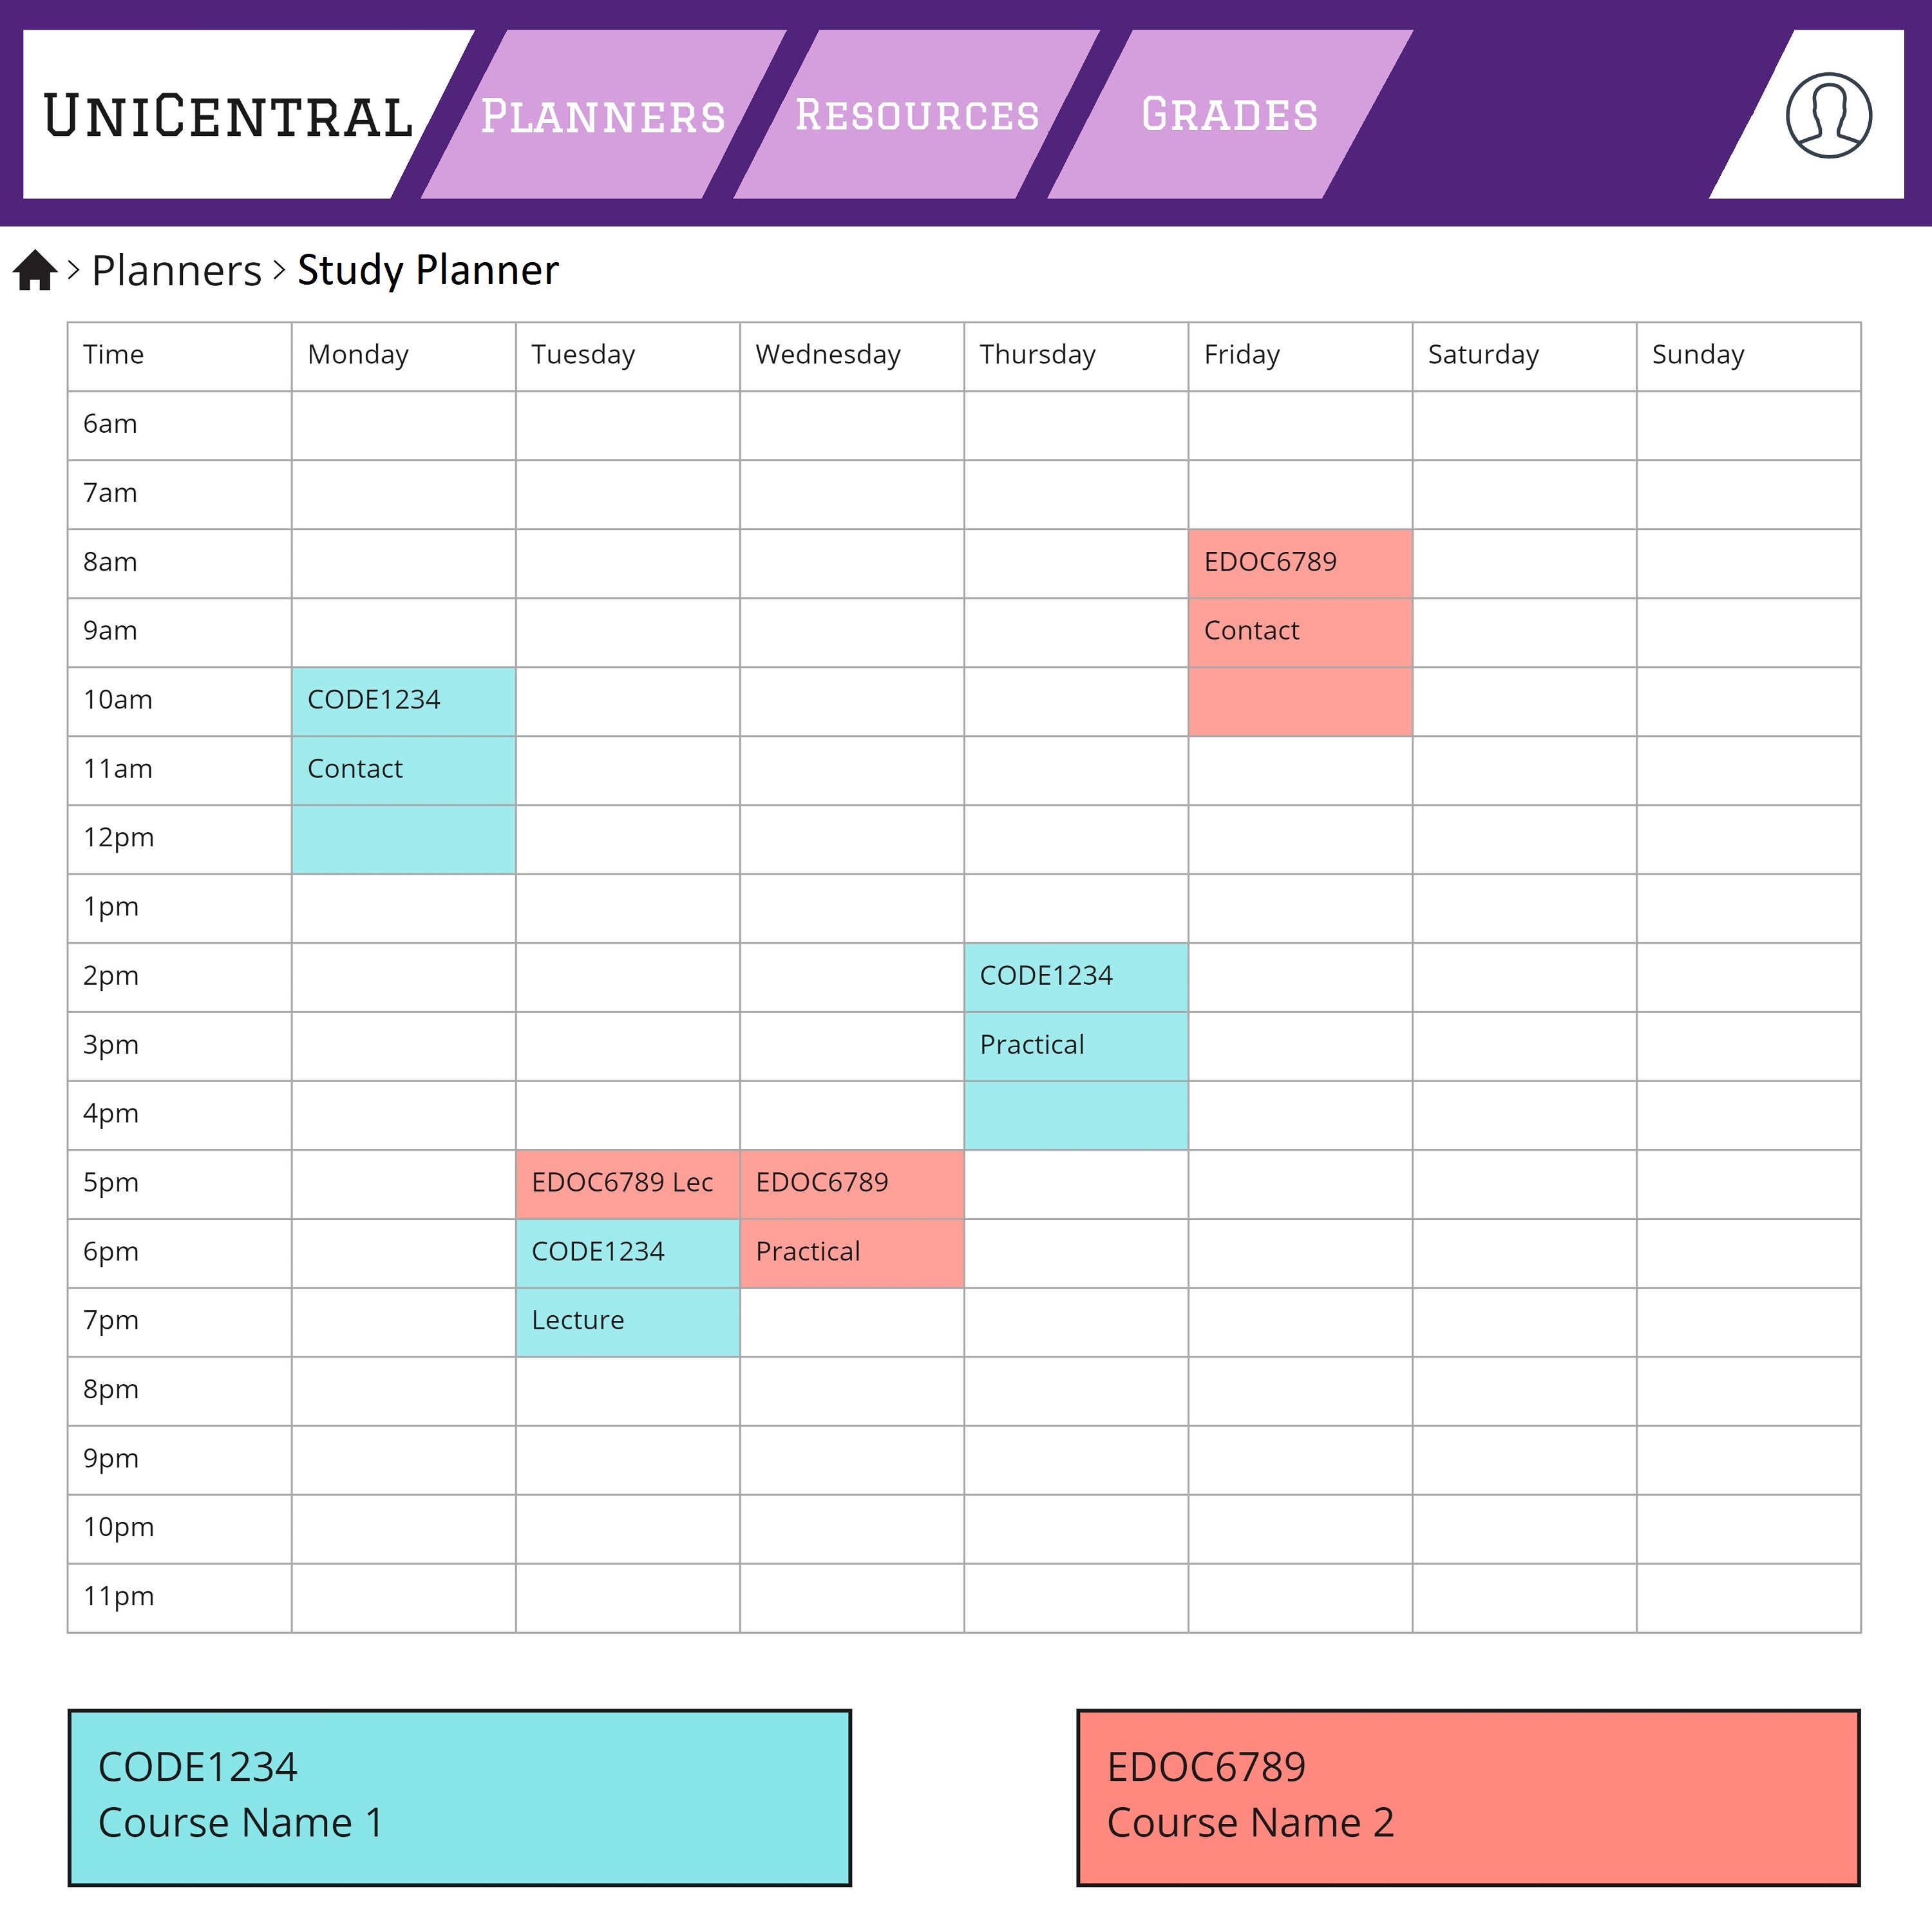 UniCentral
Planners
Resources
Grades
> Planners > Study Planner
Time Monday Tuesday Wednesday Thursday Friday Saturday Sunday
6am
7am
8am EDOC6789
9am Contact
10am CODE1234
11am Contact
12pm
1pm
2pm CODE1234
3pm Practical
4pm
5pm EDOC6789 Lec EDOC6789
6pm CODE1234 Practical
7pm Lecture
8pm
9pm
10pm
11pm
CODE1234
Course Name 1
EDOC6789
Course Name 2